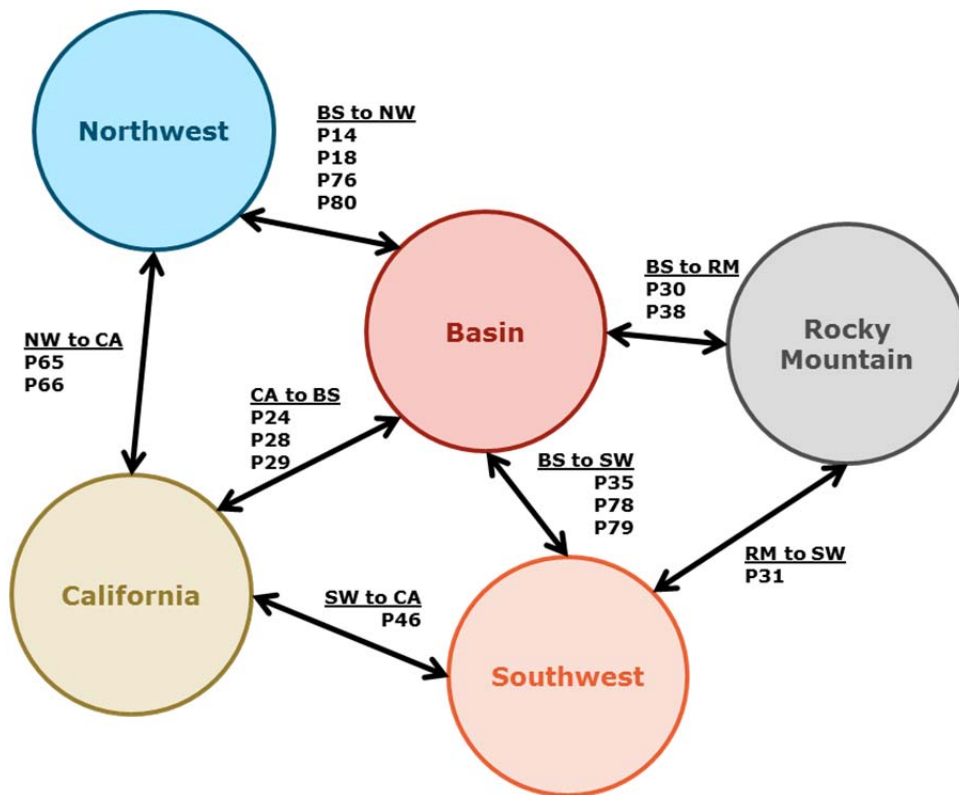 Northwest
BS to NW
P14
P18
P76
P80
Basin
BS to RM
P30
P38
Rocky
Mountain
NW to CA
P65
P66
CA to BS
P24
P28
P29
BS to SW
P35
P78
P79
RM to SW
P31
California
SW to CA
P46
Southwest